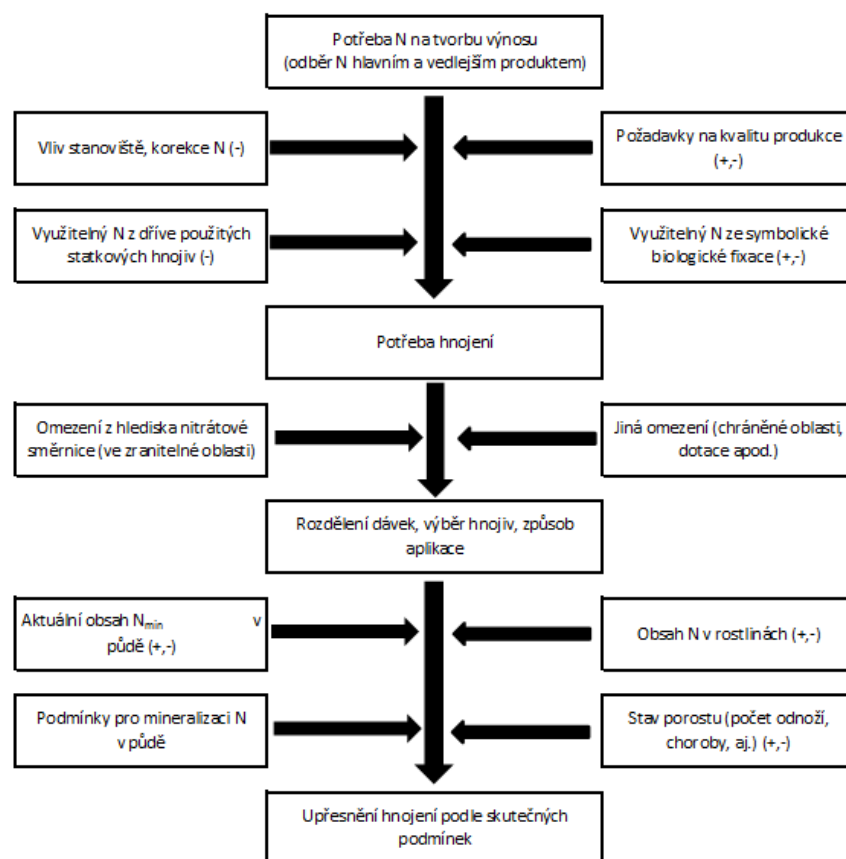 Potřeba N na tvorbu výnosu
(odběr N hlavním a vedlejším produktem)
Vliv stanoviště, korekce N (-)
Požadavky na kvalitu produkce
(+,-)
Využitelný N z dříve použitých
statkových hnojiv (-)
Využitelný N ze symbolické
biologické fixace (+,-)
Potřeba hnojení
Omezení z hlediska nitrátové
směrnice (ve zranitelné oblasti)
Jiná omezení (chráněné oblasti,
dotace apod.)
Rozdělení dávek, výběr hnojiv, způsob
aplikace
Aktuální obsah Nmin v
půdě (+,-)
Obsah N v rostlinách (+,-)
Podmínky pro mineralizaci N
v půdě
Stav porostu (počet odnoží,
choroby, aj.) (+,-)
Upřesnění hnojení podle skutečných
podmínek